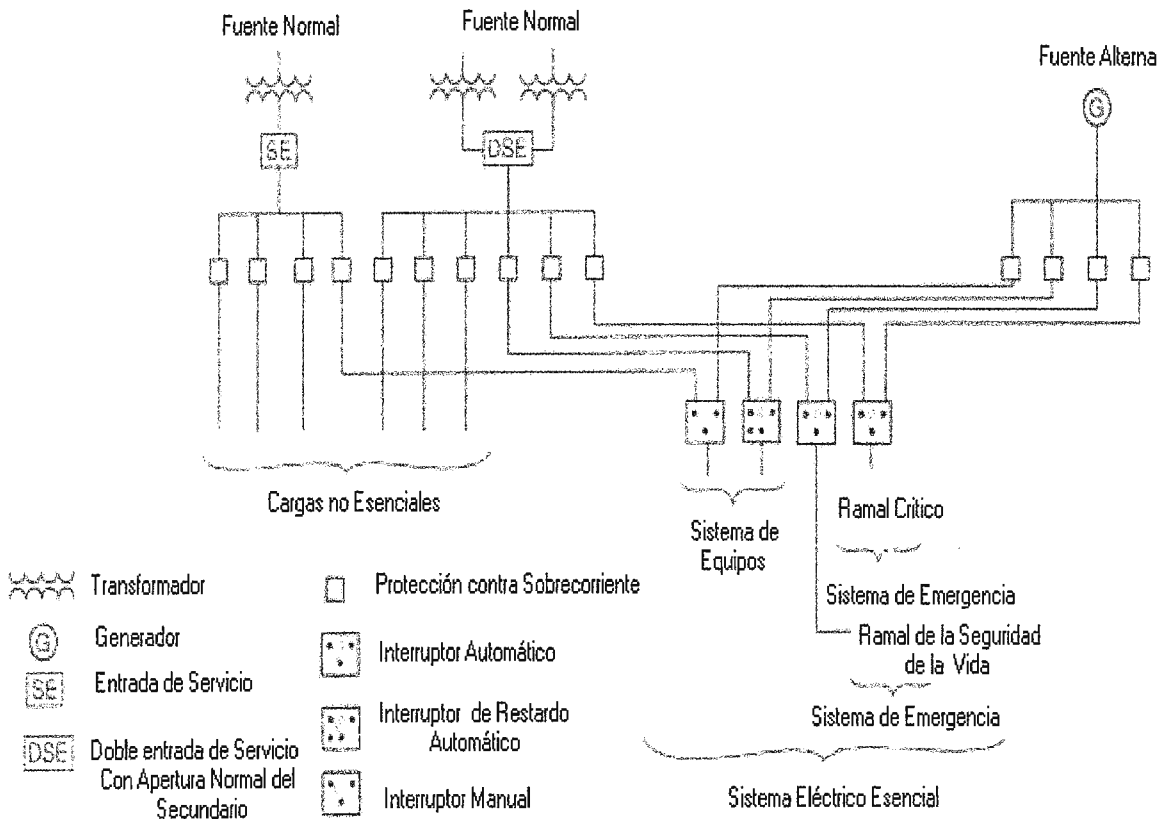 Fuente Normal
Fuente Normal
Fuente Alterna
G
SE
DSE
Cargas no Esenciales
Sistema de
Equipos
Ramal Critico
Sistema de Emergencia
Ramal de la Seguridad
de la Vida
Sistema de Emergencia
Sistema Eléctrico Esencial
Transformador
G
Generador
SE
Entrada de Servicio
DSE
Doble entrada de Servicio
Con Apertura Normal del
Secundario
Protección contra Sobrecorriente
Interruptor Automático
Interruptor de Restardo
Automático
Interruptor Manual